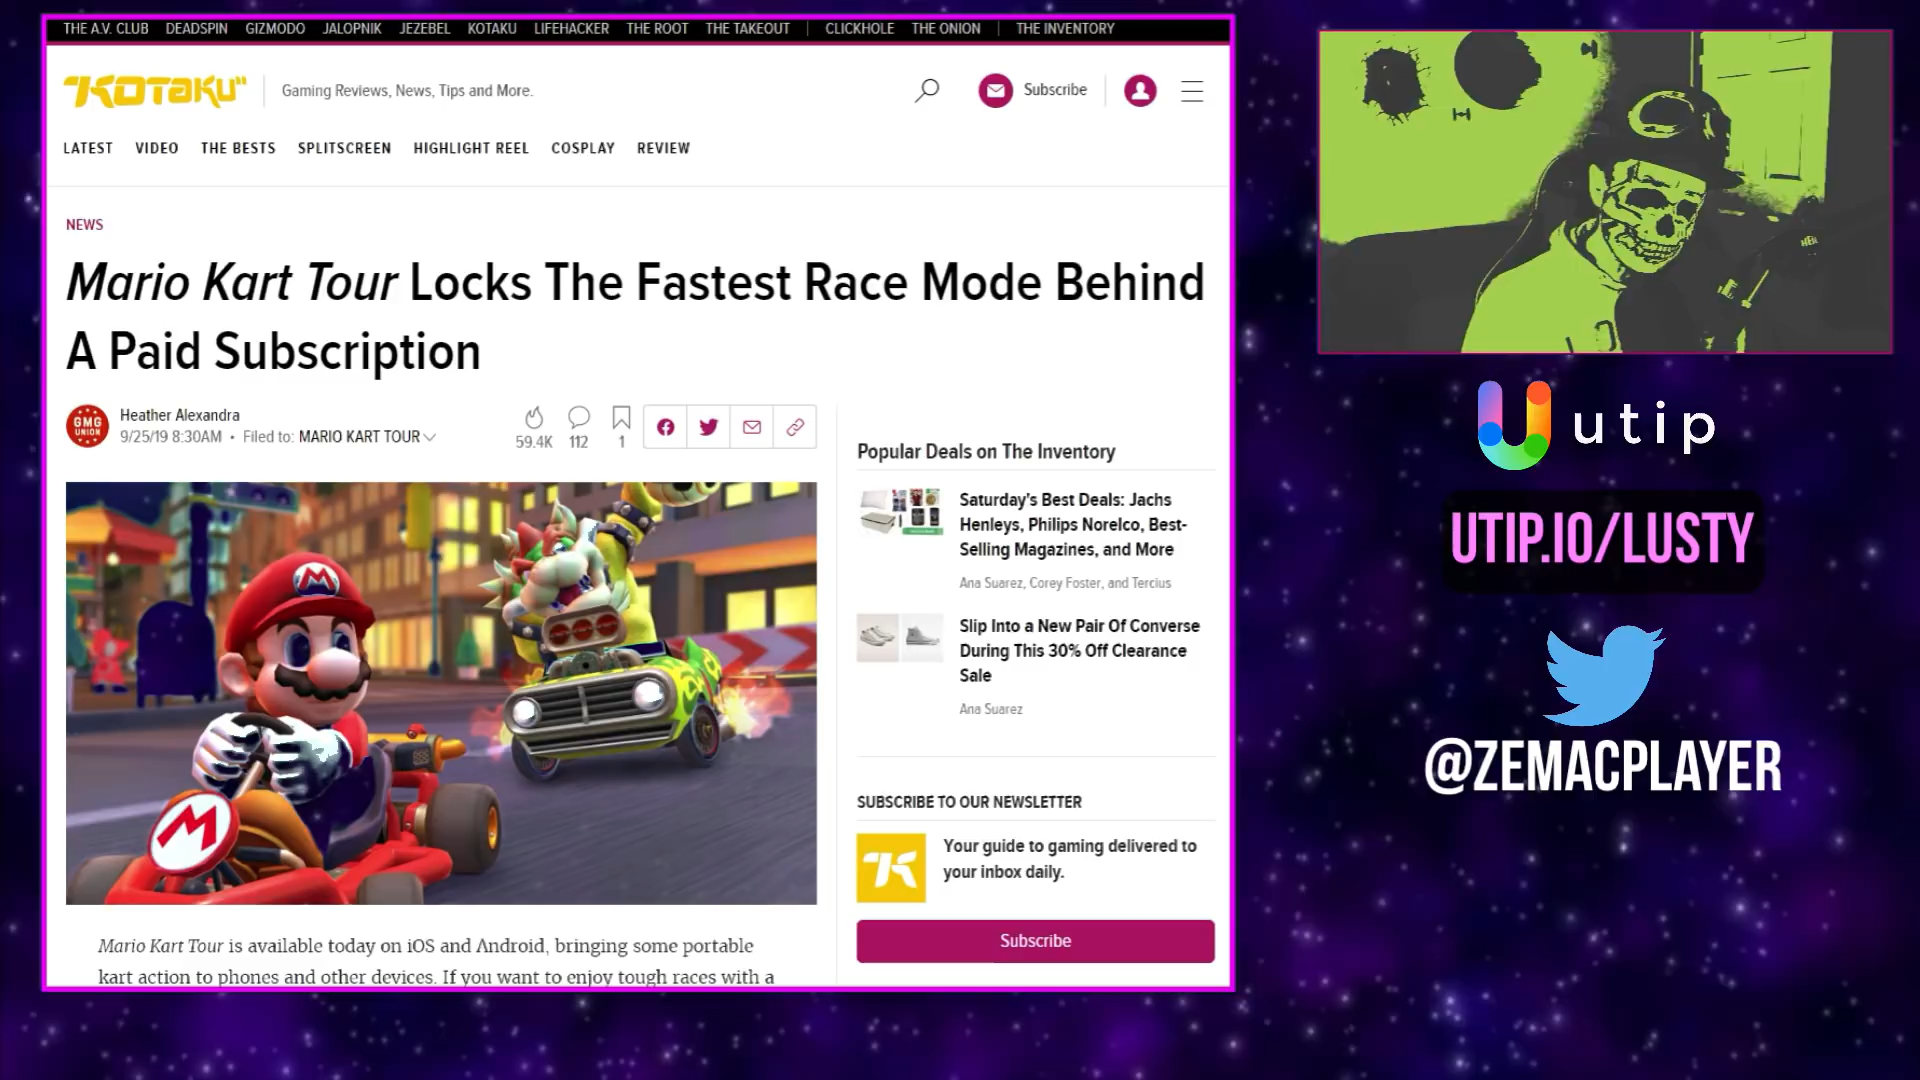 THE A.V. CLUB DEADSPIN GIZMODO JALOPNIK JEZEBEL KOTAKU LIFEHACKER THE ROOT THE TAKEOUT CLICKHOLE THE ONION THE INVENTORY
KOTAKU
Gaming Reviews, News, Tips and More.
Subscribe
LATEST VIDEO THE BESTS SPLITSCREEN HIGHLIGHT REEL COSPLAY REVIEW
NEWS
Mario Kart Tour Locks The Fastest Race Mode Behind
A Paid Subscription
GMG
UNION
Heather Alexandra
9/25/19 8:30AM • Filed to: MARIO KART TOUR
59.4K 112 1
M
M
Mario Kart Tour is available today on iOS and Android, bringing some portable
kart action to phones and other devices. If you want to enjoy tough races with a
Popular Deals on The Inventory
Saturday's Best Deals: Jachs
Henleys, Philips Norelco, Best-
Selling Magazines, and More
Ana Suarez, Corey Foster, and Tercius
Slip Into a New Pair Of Converse
During This 30% Off Clearance
Sale
Ana Suarez
SUBSCRIBE TO OUR NEWSLETTER
Your guide to gaming delivered to
your inbox daily.
Subscribe
utip
UTIP.IO/LUSTY
@ZEMACPLAYER